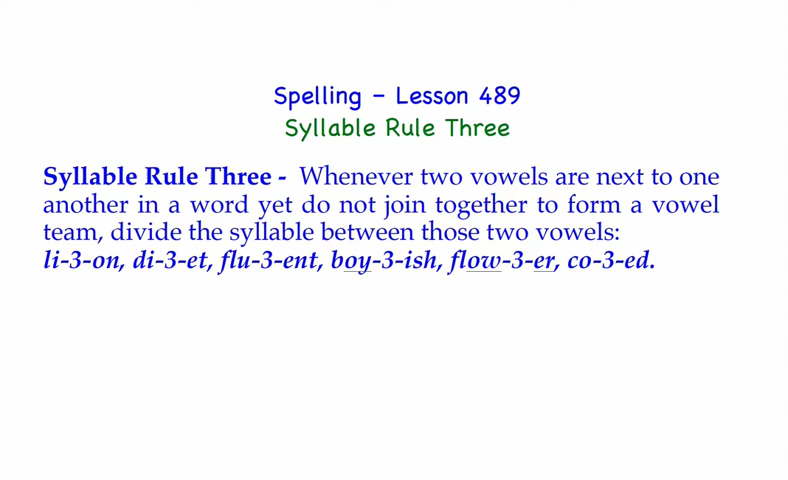 Spelling – Lesson 489
Syllable Rule Three
Syllable Rule Three - Whenever two vowels are next to one
another in a word yet do not join together to form a vowel
team, divide the syllable between those two vowels:
li-3-on, di-3-et, flu-3-ent, boy-3-ish, flow-3-er, co-3-ed.